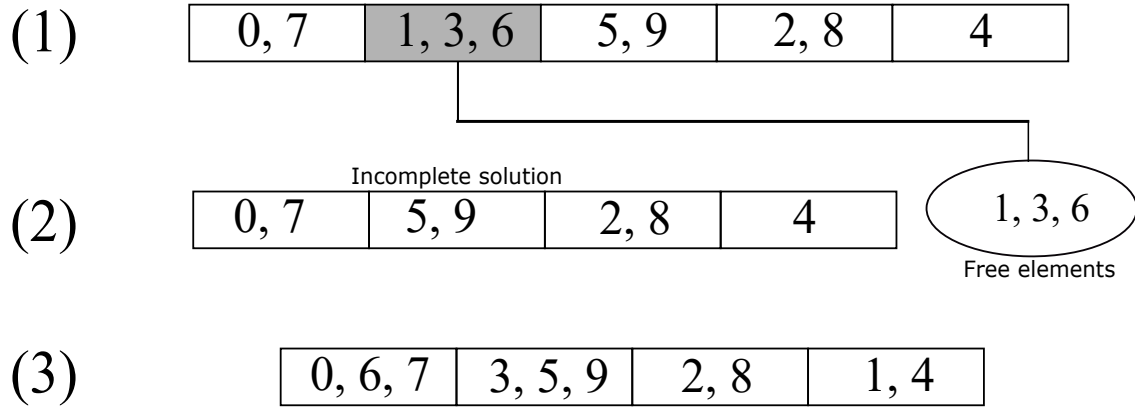 (1) 0, 7 1, 3, 6 5, 9 2, 8 4
Incomplete solution
(2) 0, 7 5, 9 2, 8 4 1, 3, 6
Free elements
(3) 0, 6, 7 3, 5, 9 2, 8 1, 4